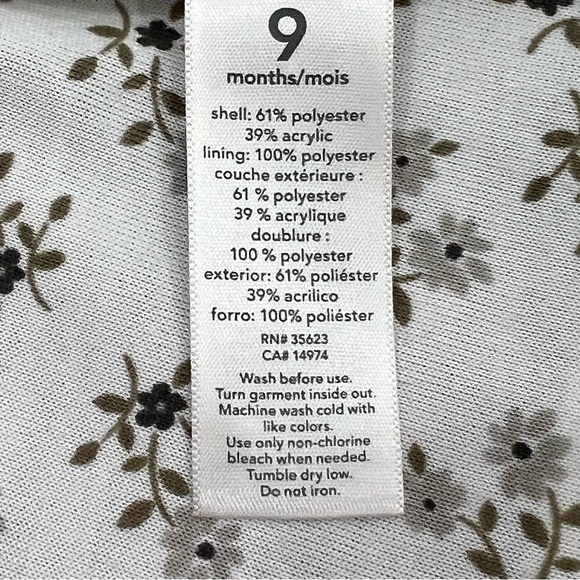 9
months/mois
shell: 61% polyester
39% acrylic
lining: 100% polyester
couche extérieure :
61 % polyester
39 % acrylique
doublure :
100 % polyester
exterior: 61% poliéster
39% acrilico
forro: 100% poliéster
RN# 35623
CA# 14974
Wash before use.
Turn garment inside out.
Machine wash cold with
like colors.
Use only non-chlorine
bleach when needed.
Tumble dry low.
Do not iron.